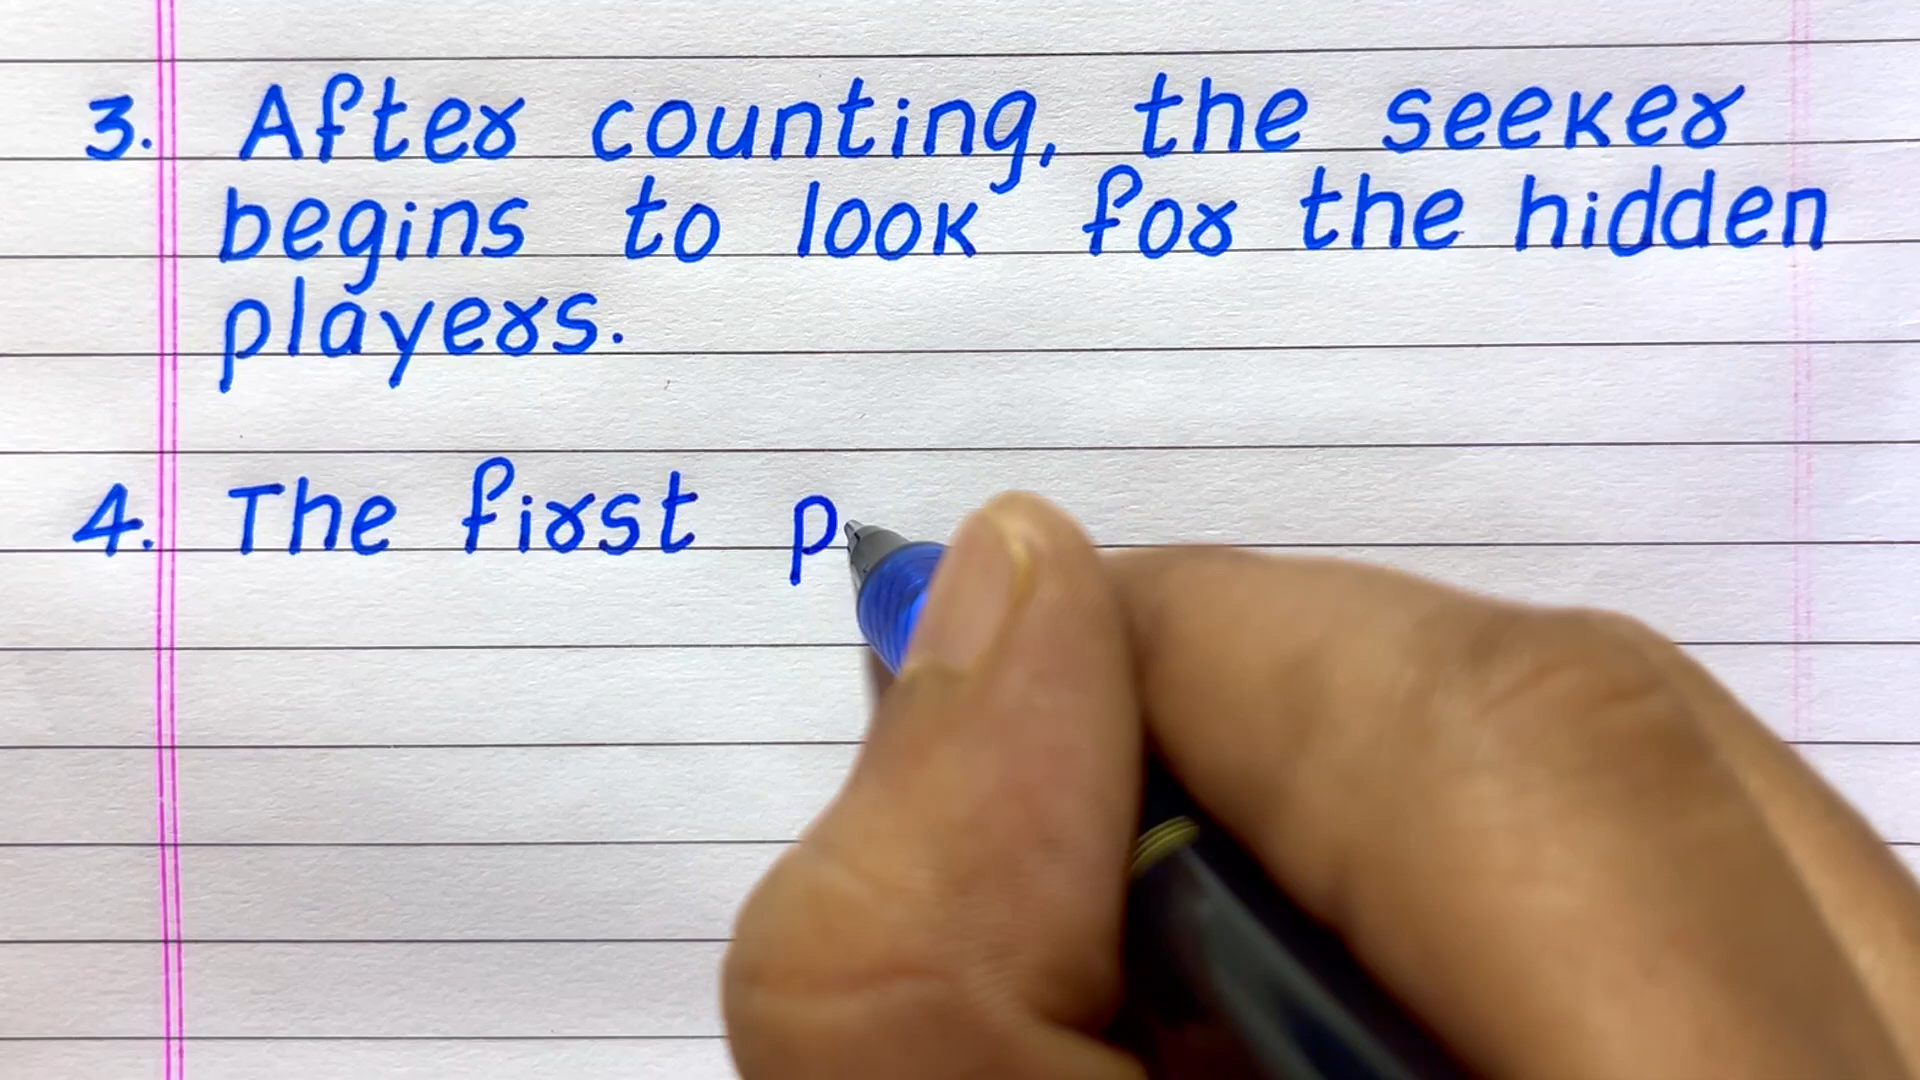 3. After counting, the seeker
begins to look for the hidden
players.
4. The first p